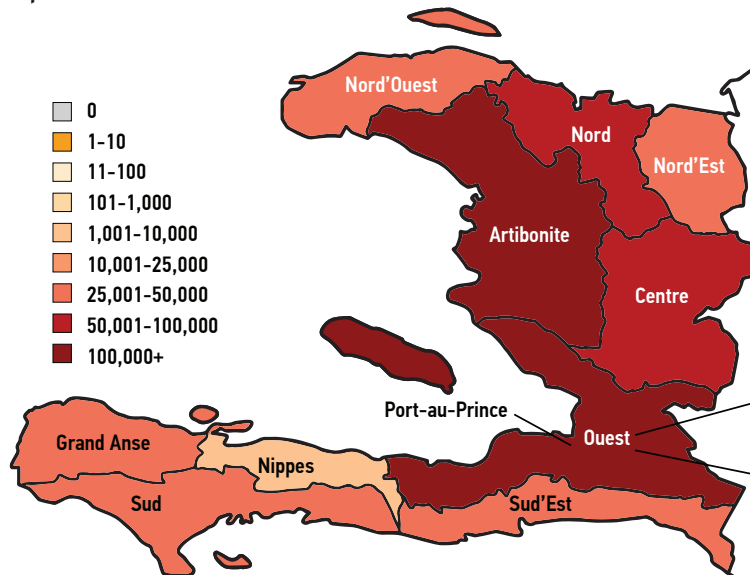 Nord'Ouest
0
1-10
11-100
101-1,000
1,001-10,000
10,001-25,000
25,001-50,000
50,001-100,000
100,000+
Nord
Nord'Est
Artibonite
Centre
Port-au-Prince
Ouest
Grand Anse
Nippes
Sud
Sud'Est